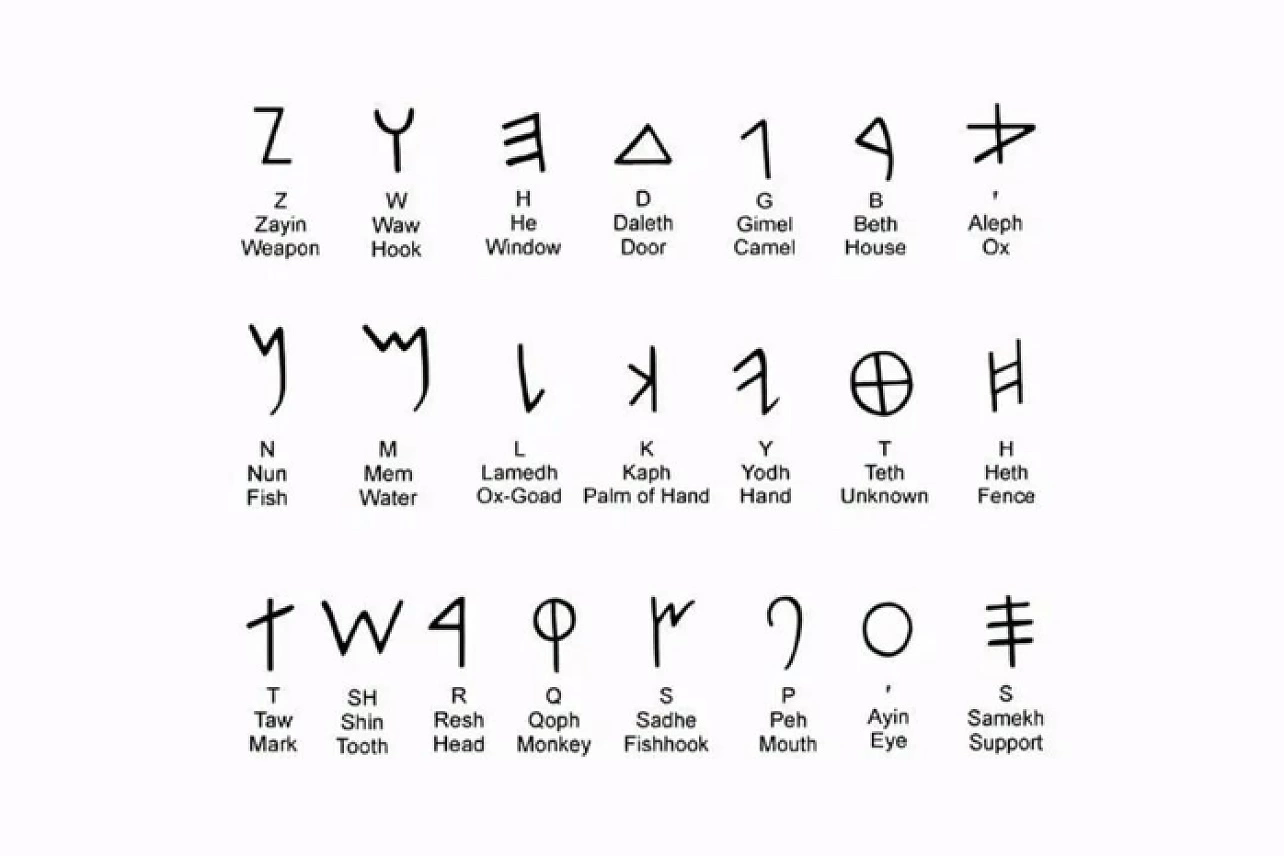 𐤀 𐤁 𐤂 𐤃 𐤄 𐤅 𐤆
Z W H D G B '
Zayin Waw He Daleth Gimel Beth Aleph
Weapon Hook Window Door Camel House Ox
𐤇 𐤈 𐤉 𐤊 𐤋 𐤌 𐤍
N M L K Y T H
Nun Mem Lamedh Kaph Yodh Teth Heth
Fish Water Ox-Goad Palm of Hand Hand Unknown Fence
𐤎 𐤏 𐤐 𐤑 𐤒 𐤓 𐤔 𐤕
T SH R Q S P ' S
Taw Shin Resh Qoph Sadhe Peh Ayin Samekh
Mark Tooth Head Monkey Fishhook Mouth Eye Support